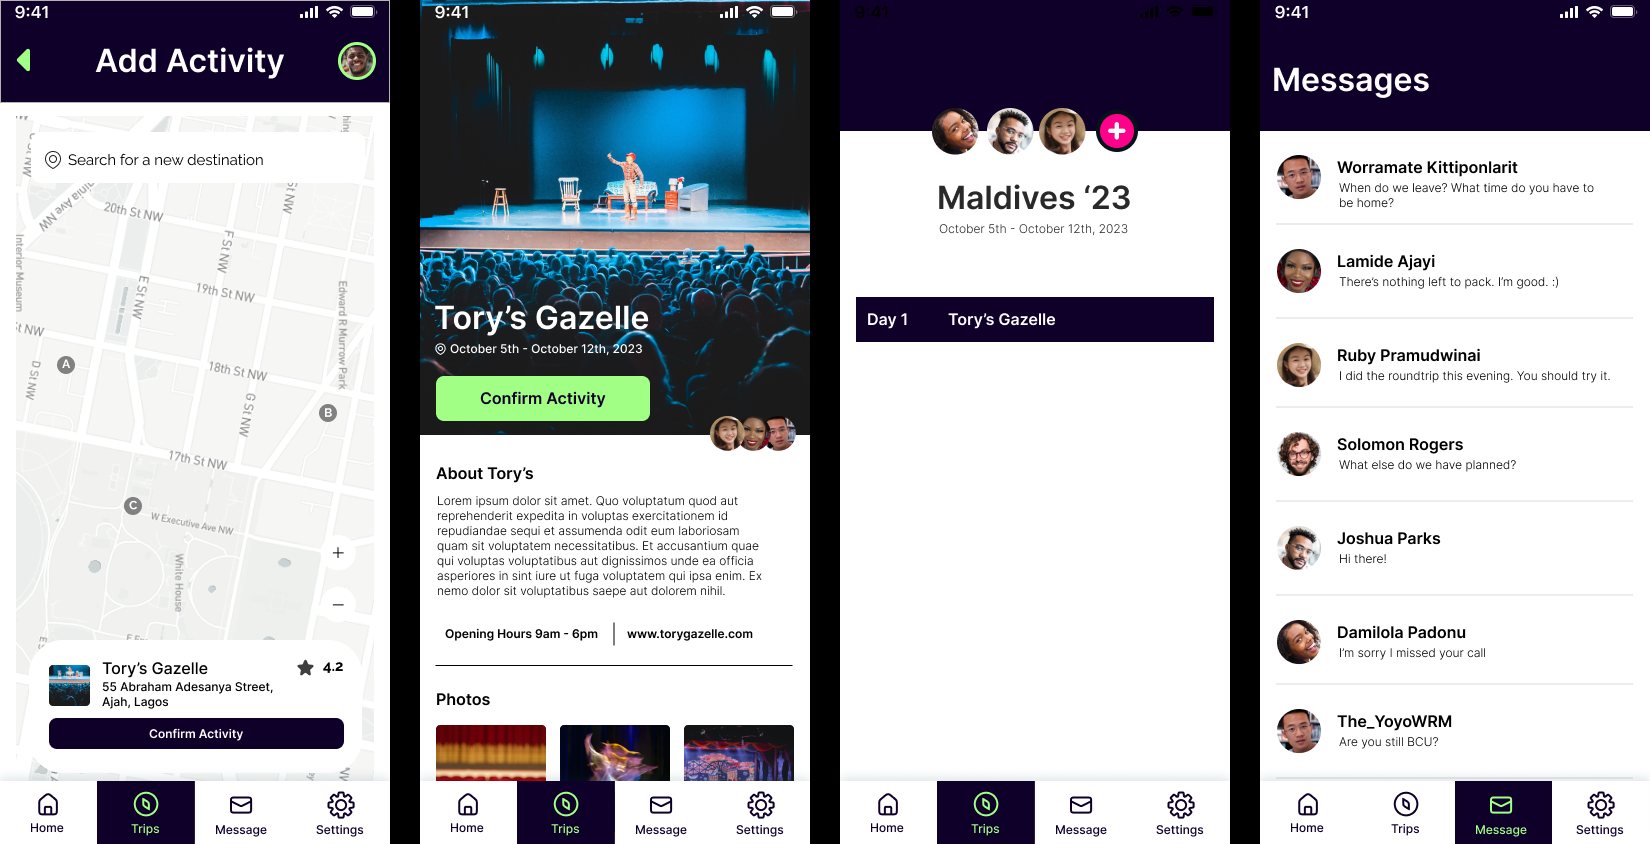 9:41
Add Activity
Search for a new destination
20th St NW
F St NW
E St NW
19th St NW
Interior Museum
Edward R Murrow Park
St NW
D St NW
A
18th St NW
G St NW
B
17th St NW
C
W Executive Ave NW
White House
+
−
Tory’s Gazelle
4.2
55 Abraham Adesanya Street,
Ajah, Lagos
Confirm Activity
Home
Trips
Message
Settings
9:41
Tory’s Gazelle
October 5th - October 12th, 2023
Confirm Activity
About Tory’s
Lorem ipsum dolor sit amet. Quo voluptatum quod aut
reprehenderit expedita in voluptas exercitationem id
repudiandae sequi et assumenda odit eum laboriosam
quam sit voluptatem necessitatibus. Et accusantium quae
qui voluptas voluptatibus aut dignissimos unde ea officia
asperiores in sint iure ut fuga voluptatem qui ipsa enim. Ex
nemo dolor sit voluptatibus saepe aut dolorem nihil.
Opening Hours 9am - 6pm
www.torygazelle.com
Photos
Home
Trips
Message
Settings
9:41
Maldives ‘23
October 5th - October 12th, 2023
Day 1 Tory’s Gazelle
Home
Trips
Message
Settings
9:41
Messages
Worramate Kittiponlarit
When do we leave? What time do you have to
be home?
Lamide Ajayi
There’s nothing left to pack. I’m good. :)
Ruby Pramudwinai
I did the roundtrip this evening. You should try it.
Solomon Rogers
What else do we have planned?
Joshua Parks
Hi there!
Damilola Padonu
I’m sorry I missed your call
The_YoyoWRM
Are you still BCU?
Home
Trips
Message
Settings